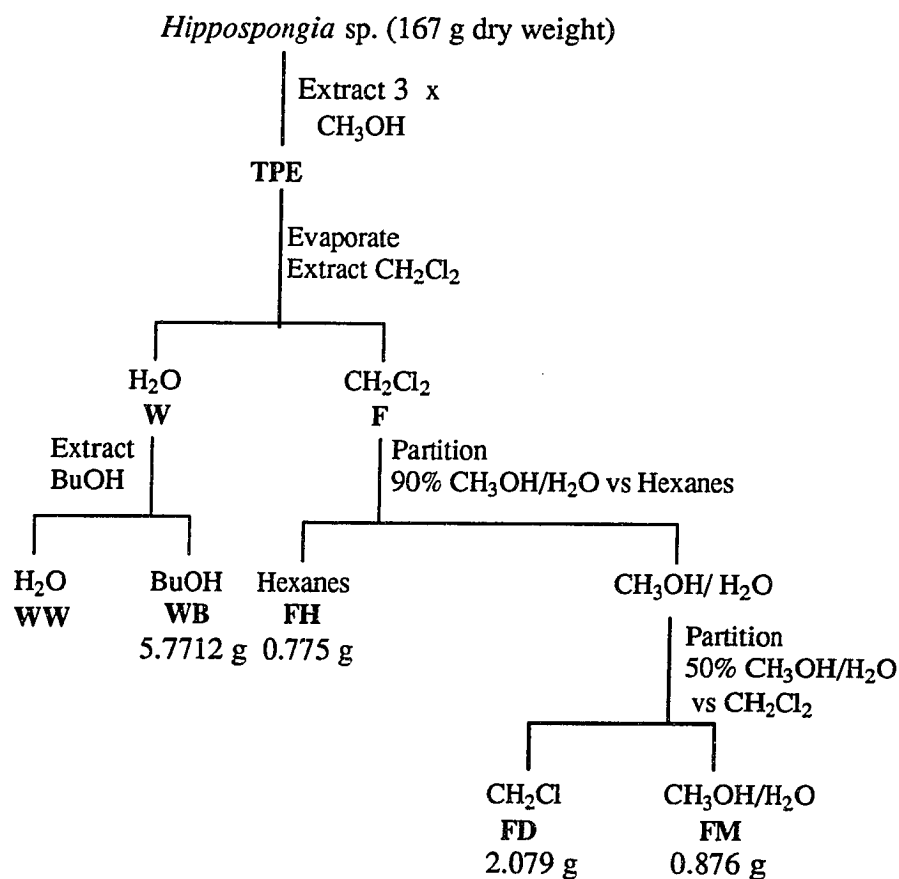 Hippospongia sp. (167 g dry weight)
Extract 3 x
CH₃OH
TPE
Evaporate
Extract CH₂Cl₂
H₂O
W
CH₂Cl₂
F
Extract
BuOH
Partition
90% CH₃OH/H₂O vs Hexanes
H₂O
WW
BuOH
WB
5.7712 g
Hexanes
FH
0.775 g
CH₃OH/ H₂O
Partition
50% CH₃OH/H₂O
vs CH₂Cl₂
CH₂Cl
FD
2.079 g
CH₃OH/H₂O
FM
0.876 g